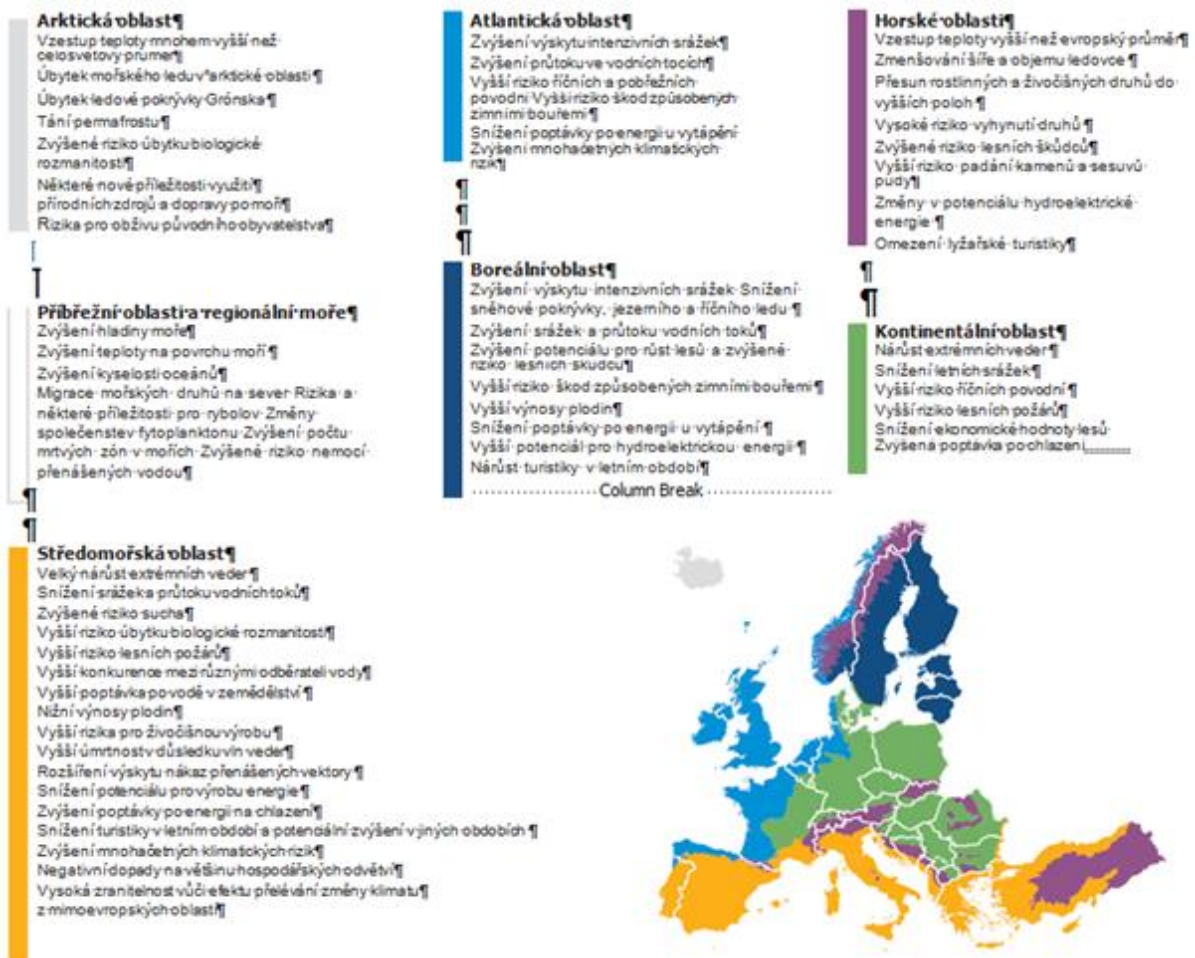 Arktická oblast¶
Vzestup teploty mnohem vyšší než
celosvětový průměr¶
Úbytek mořského ledu v°arktické oblasti¶
Úbytek ledové pokrývky Grónska¶
Tání permafrostu¶
Zvýšené riziko úbytku biologické
rozmanitosti¶
Některé nové příležitosti využití¶
přírodních zdrojů a dopravy po moři¶
Rizika pro obživu původního obyvatelstva¶
¶
¶
Příbřežní oblasti a regionální moře¶
Zvýšení hladiny moře¶
Zvýšení teploty na povrchu moří¶
Zvýšení kyselosti oceánů¶
Migrace mořských druhů na sever Rizika a
některé příležitosti pro rybolov Změny
společenstev fytoplanktonu Zvýšení počtu
mrtvých zón v mořích Zvýšené riziko nemocí
přenášených vodou¶
¶
¶
Středomořská oblast¶
Velký nárůst extrémních veder¶
Snížení srážek a průtoku vodních toků¶
Zvýšené riziko sucha¶
Vyšší riziko úbytku biologické rozmanitosti¶
Vyšší riziko lesních požárů¶
Vyšší konkurence mezi různými odběrateli vody¶
Vyšší poptávka po vodě v zemědělství¶
Nižní výnosy plodin¶
Vyšší rizika pro živočišnou výrobu¶
Vyšší úmrtnost v důsledku vln veder¶
Rozšíření výskytu nákaz přenášených vektory¶
Snížení potenciálu pro výrobu energie¶
Zvýšení poptávky po energii na chlazení¶
Snížení turistiky v letním období a potenciální zvýšení v jiných obdobích¶
Zvýšení mnohačetných klimatických rizik¶
Negativní dopady na většinu hospodářských odvětví¶
Vysoká zranitelnost vůči efektu přelévání změny klimatu¶
z mimoevropských oblastí¶
Atlantická oblast¶
Zvýšení výskytu intenzivních srážek¶
Zvýšení průtoku ve vodních tocích¶
Vyšší riziko říčních a pobřežních
povodní Vyšší riziko škod způsobených
zimními bouřemi¶
Snížení poptávky po energii u vytápění
Zvýšení mnohačetných klimatických
rizik¶
¶
¶
¶
Boreální oblast¶
Zvýšení výskytu intenzivních srážek Snížení
sněhové pokrývky, jezerního a říčního ledu¶
Zvýšení srážek a průtoku vodních toků¶
Zvýšení potenciálu pro růst lesů a zvýšené
riziko lesních škůdců¶
Vyšší riziko škod způsobených zimními bouřemi¶
Vyšší výnosy plodin¶
Snížení poptávky po energii u vytápění¶
Vyšší potenciál pro hydroelektrickou energii¶
Nárůst turistiky v letním období¶
Column Break
Horské oblasti¶
Vzestup teploty vyšší než evropský průměr¶
Zmenšování šíře a objemu ledovce¶
Přesun rostlinných a živočišných druhů do
vyšších poloh¶
Vysoké riziko vyhynutí druhů¶
Zvýšené riziko lesních škůdců¶
Vyšší riziko padání kamenů a sesuvů
půdy¶
Změny v potenciálu hydroelektrické
energie¶
Omezení lyžařské turistiky¶
¶
¶
Kontinentální oblast¶
Nárůst extrémních veder¶
Snížení letních srážek¶
Vyšší riziko říčních povodní¶
Vyšší riziko lesních požárů¶
Snížení ekonomické hodnoty lesů
Zvýšená poptávka po chlazení